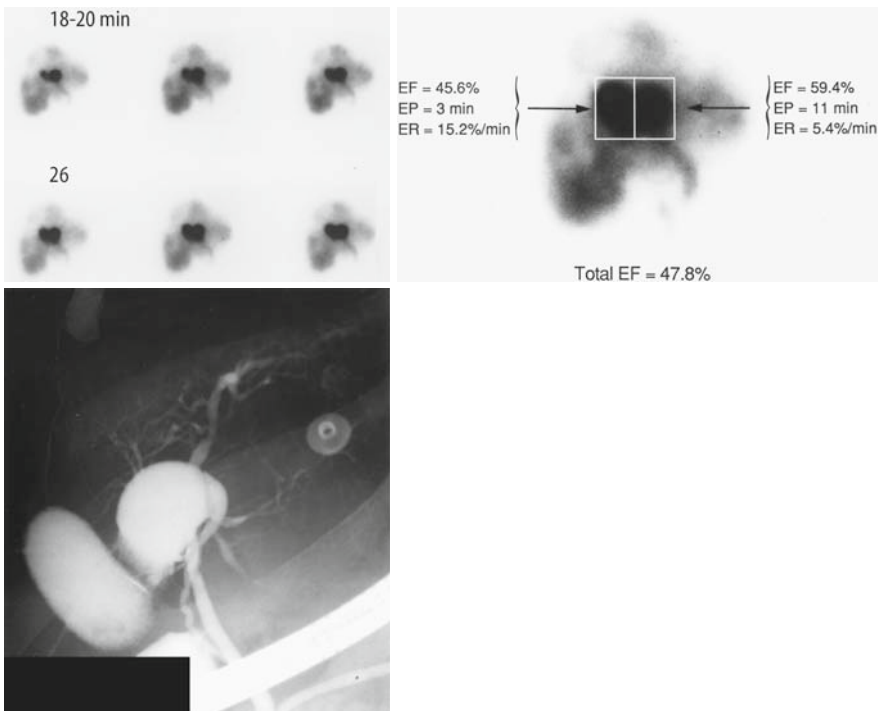 18-20 min
26
EF = 45.6%
EP = 3 min
ER = 15.2%/min
EF = 59.4%
EP = 11 min
ER = 5.4%/min
Total EF = 47.8%